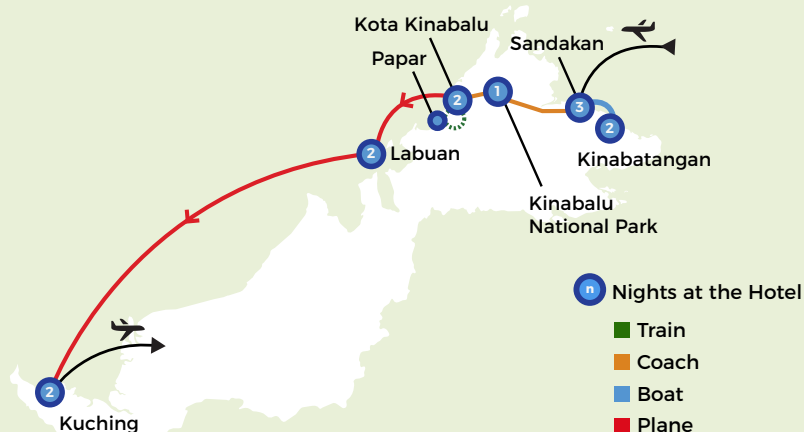 Kota Kinabalu
Sandakan
Papar
1
2
3
2
2
Labuan
Kinabatangan
Kinabalu
National Park
n Nights at the Hotel
Train
Coach
Boat
Plane
2
Kuching